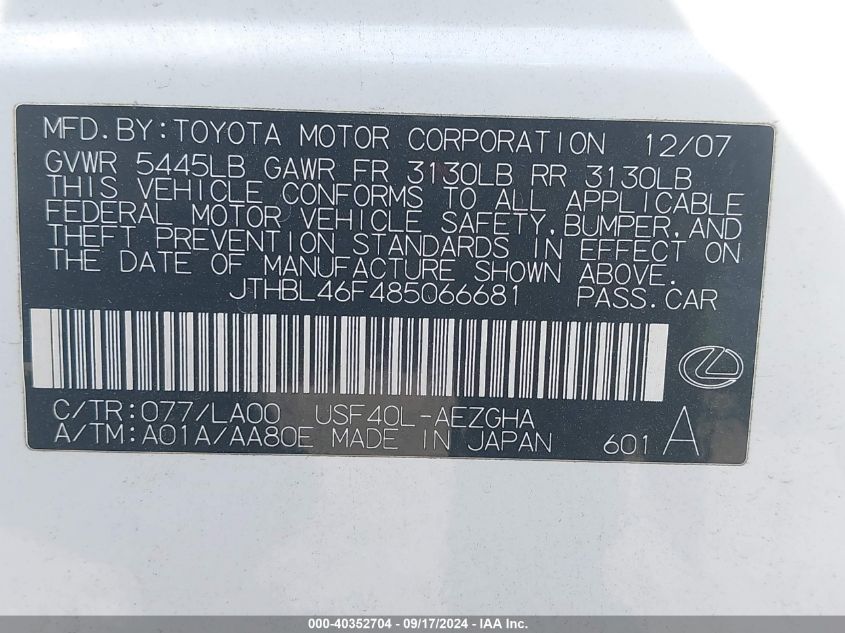 MFD. BY: TOYOTA MOTOR CORPORATION 12/07
GVWR 5445LB GAWR FR 3130LB RR 3130LB
THIS VEHICLE CONFORMS TO ALL APPLICABLE
FEDERAL MOTOR VEHICLE SAFETY, BUMPER, AND
THEFT PREVENTION STANDARDS IN EFFECT ON
THE DATE OF MANUFACTURE SHOWN ABOVE.
JTHBL46F485066681 PASS. CAR
C/TR: 077/LA00 USF40L-AEZGHA
A/TM: A01A/AA80E MADE IN JAPAN 601 A
000-40352704 - 09/17/2024 - IAA Inc.